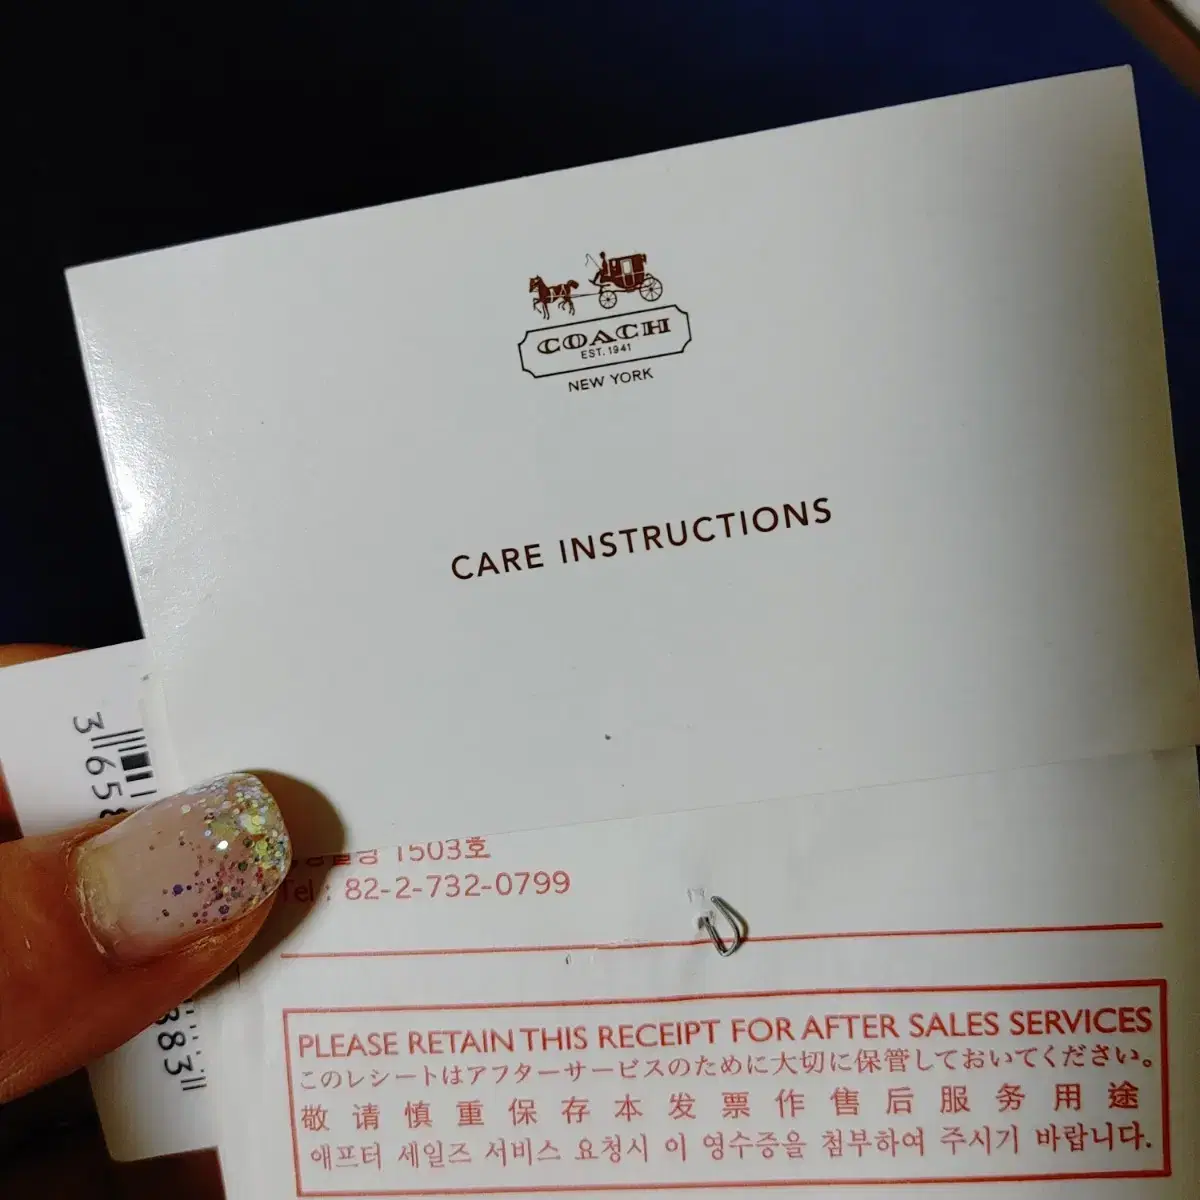 COACH
EST. 1941
NEW YORK
CARE INSTRUCTIONS
3
65
883
1503호
Tel : 82-2-732-0799
PLEASE RETAIN THIS RECEIPT FOR AFTER SALES SERVICES
このレシートはアフターサービスのために大切に保管しておいてください。
敬请慎重保存本发票作售后服务用途
애프터 세일즈 서비스 요청시 이 영수증을 첨부하여 주시기 바랍니다.